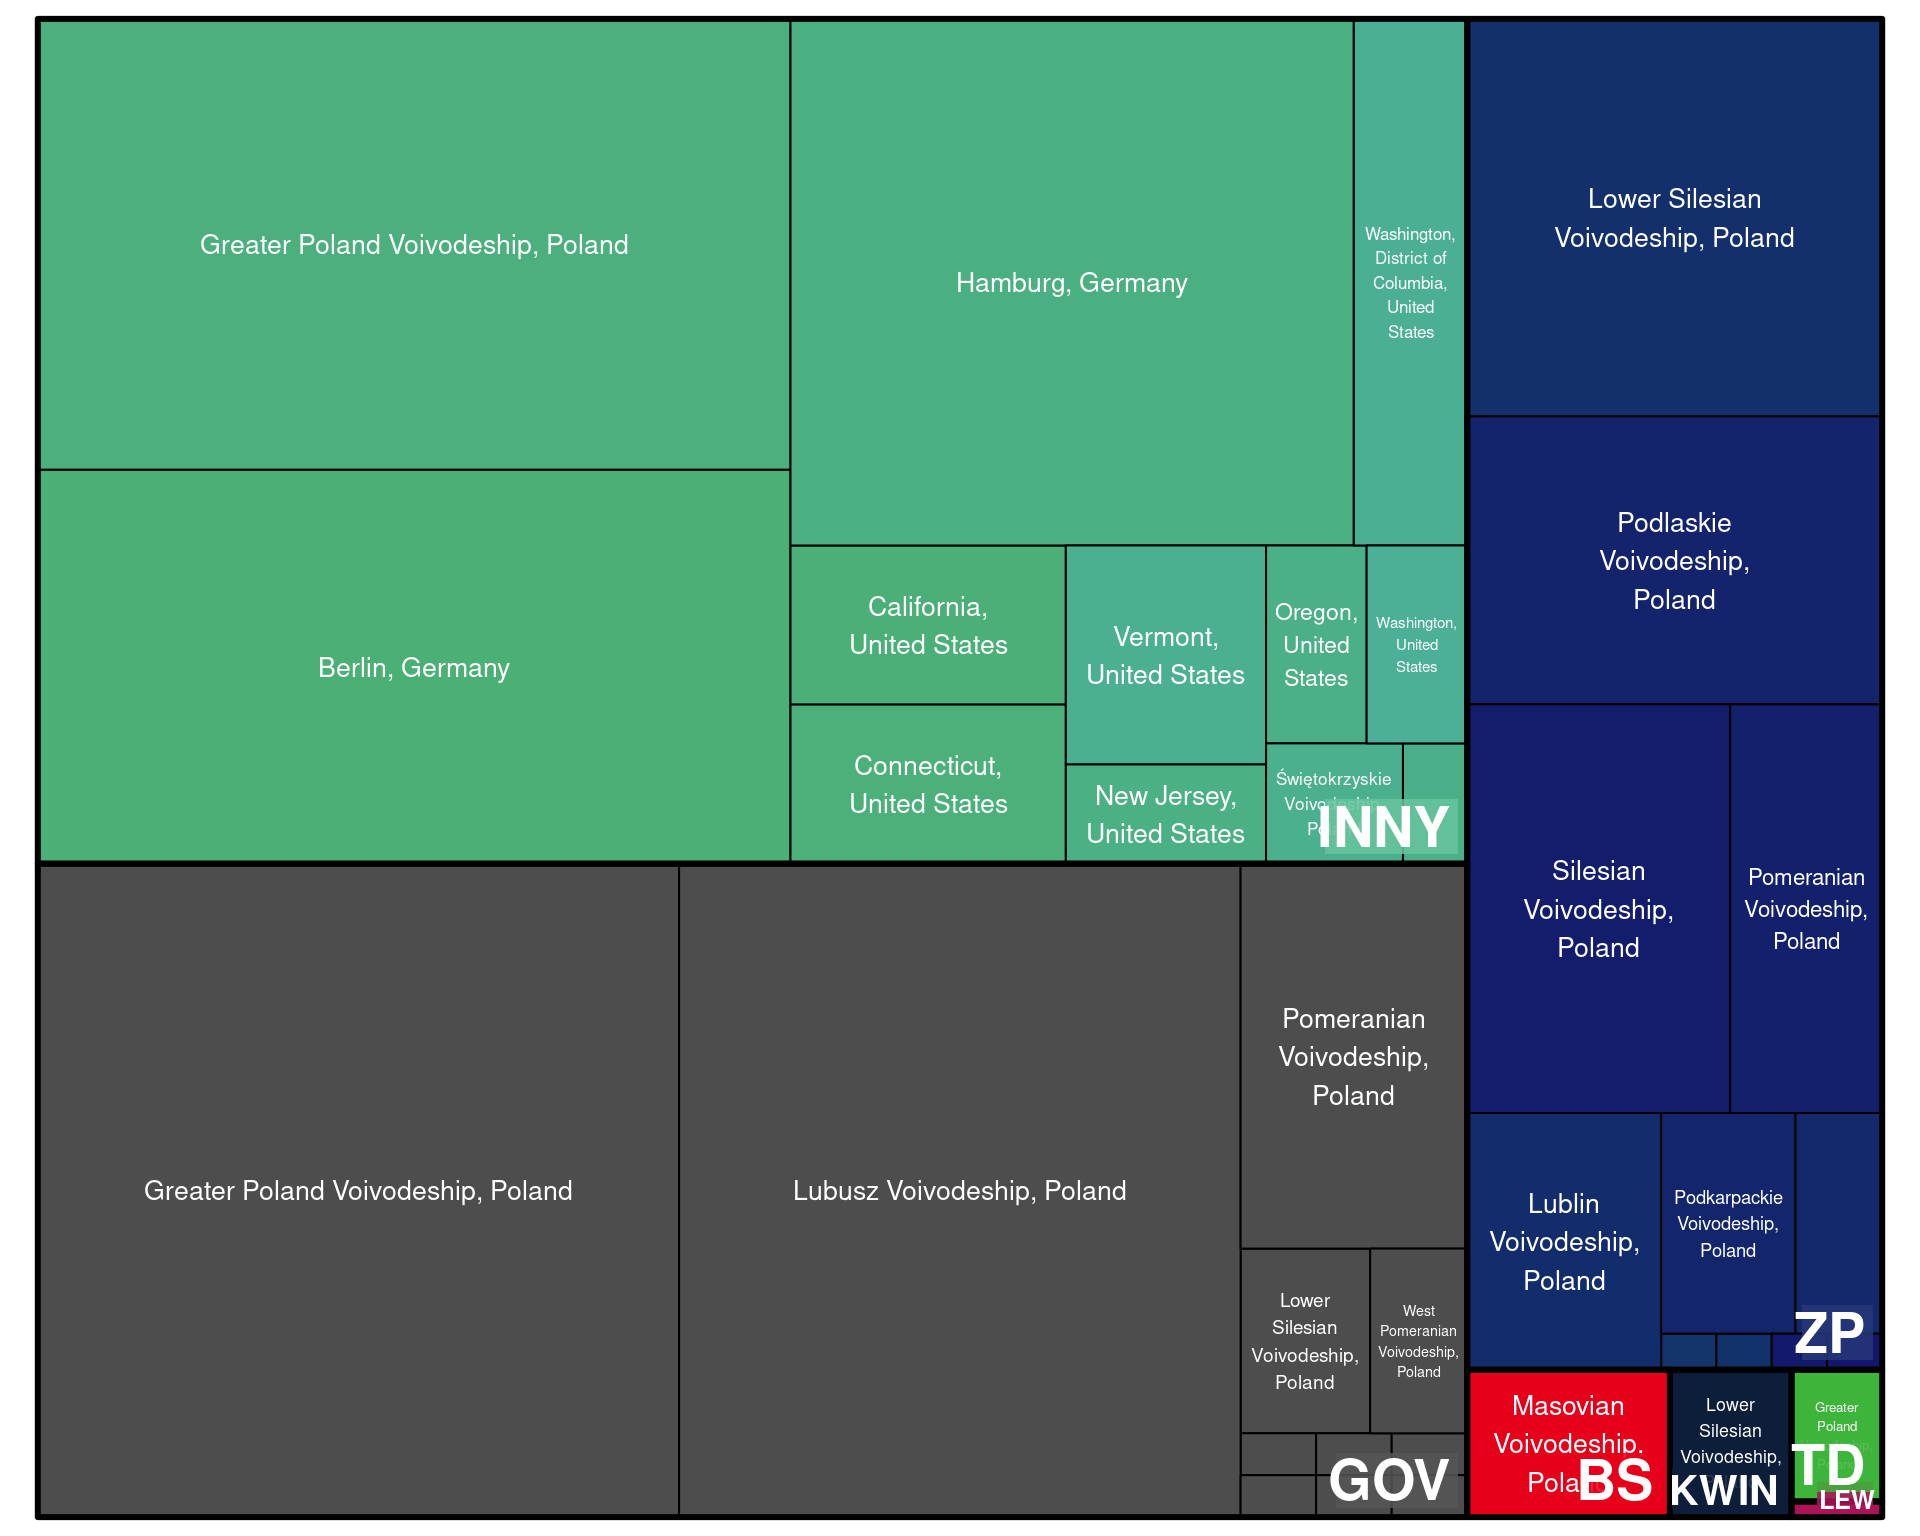 Greater Poland Voivodeship, Poland
Hamburg, Germany
Washington,
District of
Columbia,
United
States
Berlin, Germany
California,
United States
Connecticut,
United States
Vermont,
United States
New Jersey,
United States
Oregon,
United
States
Washington,
United
States
Świętokrzyskie
INNY
Greater Poland Voivodeship, Poland
Lubusz Voivodeship, Poland
Pomeranian
Voivodeship,
Poland
Lower
Silesian
Voivodeship,
Poland
West
Pomeranian
Voivodeship,
Poland
GOV
Lower Silesian
Voivodeship, Poland
Podlaskie
Voivodeship,
Poland
Silesian
Voivodeship,
Poland
Pomeranian
Voivodeship,
Poland
Lublin
Voivodeship,
Poland
Podkarpackie
Voivodeship,
Poland
ZP
Masovian
Voivodeship,
BS
Lower
Silesian
Voivodeship,
KWIN
Greater
Poland
TD
LEW